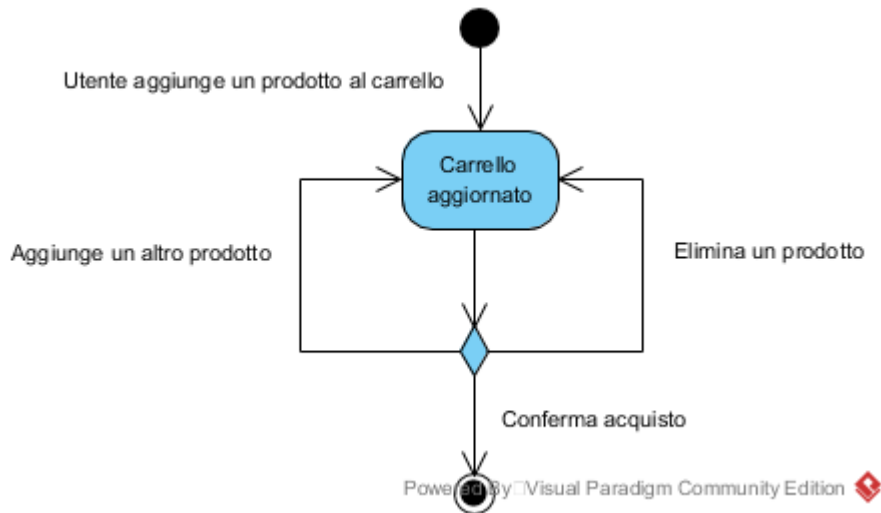 Utente aggiunge un prodotto al carrello
Carrello
aggiornato
Aggiunge un altro prodotto
Elimina un prodotto
Conferma acquisto
Powered By Visual Paradigm Community Edition